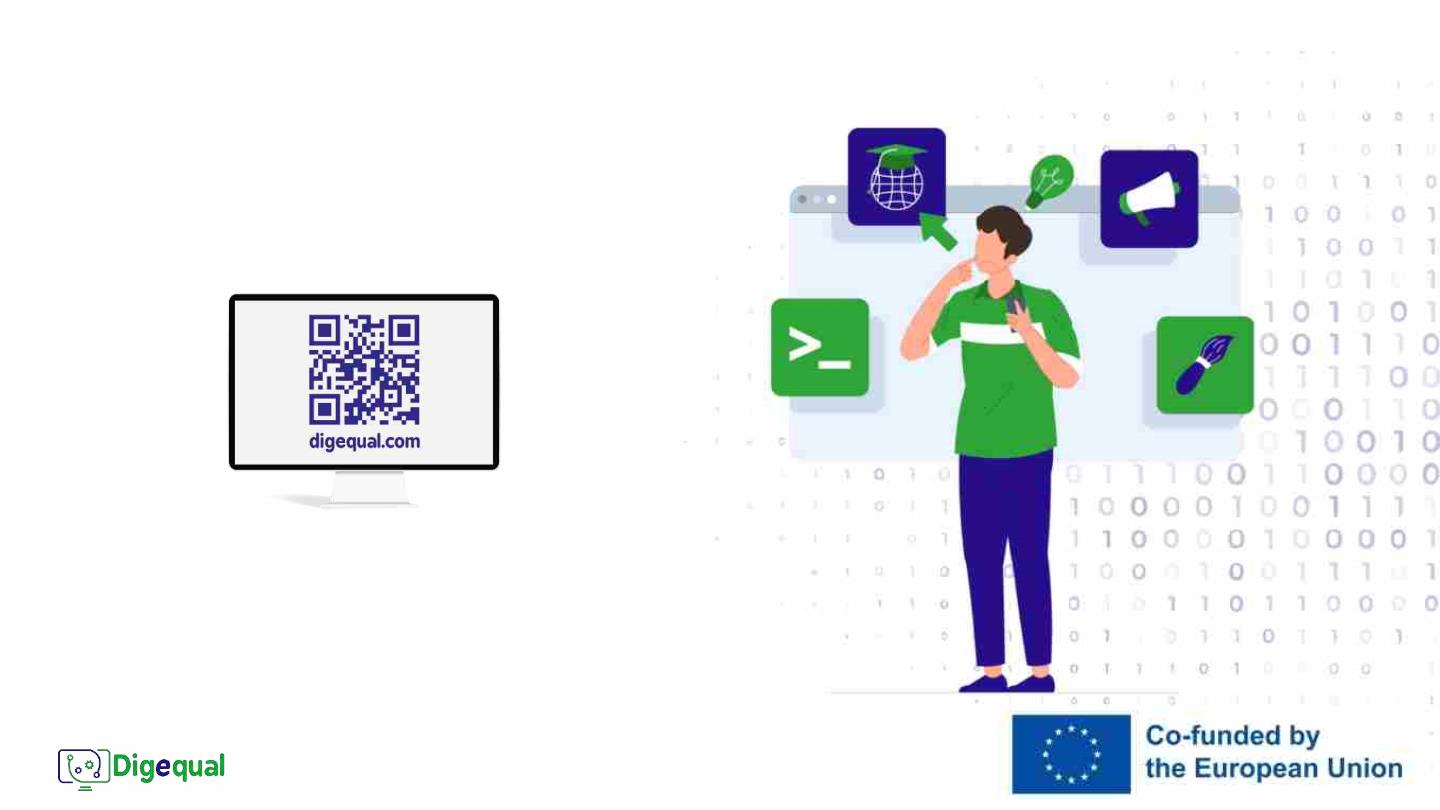 digequal.com
>_
Digequal
Co-funded by
the European Union